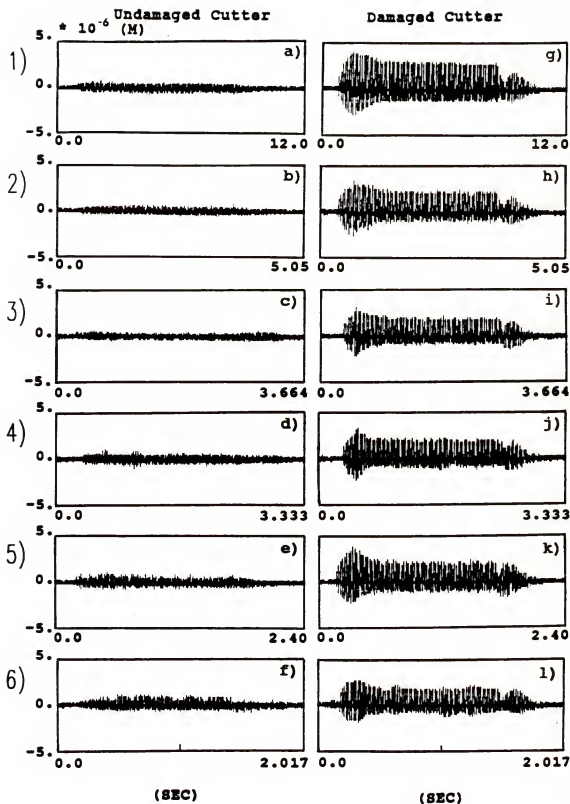 Undamaged Cutter Damaged Cutter
5. * 10⁻⁶ (M)
1) a) g)
0.
-5.
0.0 12.0 0.0 12.0
5.
2) b) h)
0.
-5.
0.0 5.05 0.0 5.05
5.
3) c) i)
0.
-5.
0.0 3.664 0.0 3.664
5.
4) d) j)
0.
-5.
0.0 3.333 0.0 3.333
5.
5) e) k)
0.
-5.
0.0 2.40 0.0 2.40
5.
6) f) l)
0.
-5.
0.0 2.017 0.0 2.017
(SEC) (SEC)